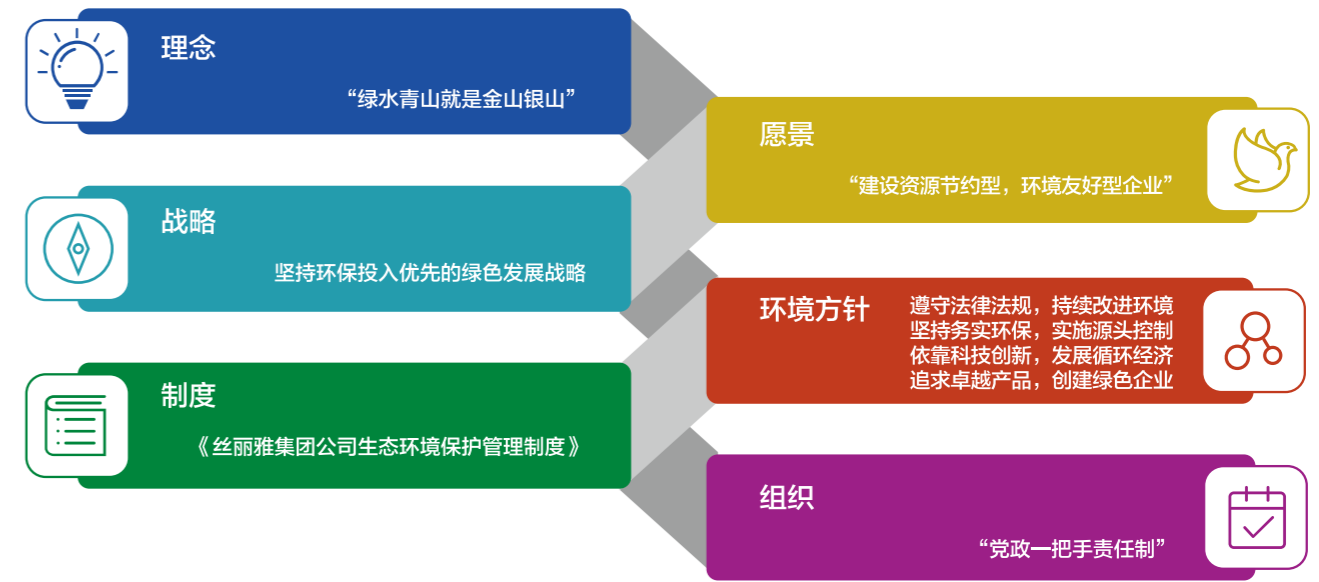 理念
“绿水青山就是金山银山”
愿景
“建设资源节约型，环境友好型企业”
战略
坚持环保投入优先的绿色发展战略
环境方针
遵守法律法规，持续改进环境
坚持务实环保，实施源头控制
依靠科技创新，发展循环经济
追求卓越产品，创建绿色企业
制度
《丝丽雅集团公司生态环境保护管理制度》
组织
“党政一把手责任制”